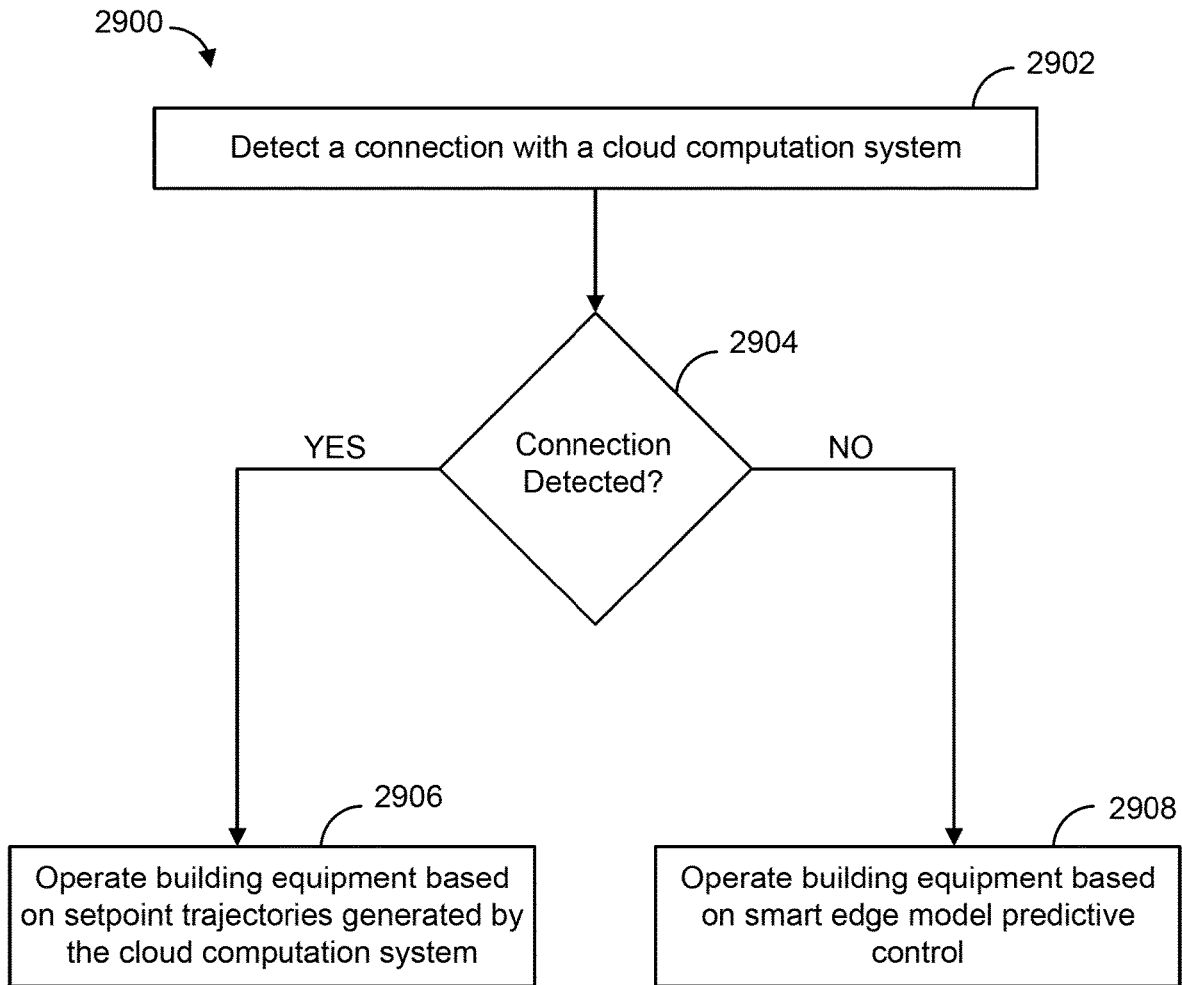 2900
2902
Detect a connection with a cloud computation system
2904
Connection
Detected?
YES
NO
2906
Operate building equipment based
on setpoint trajectories generated by
the cloud computation system
2908
Operate building equipment based
on smart edge model predictive
control